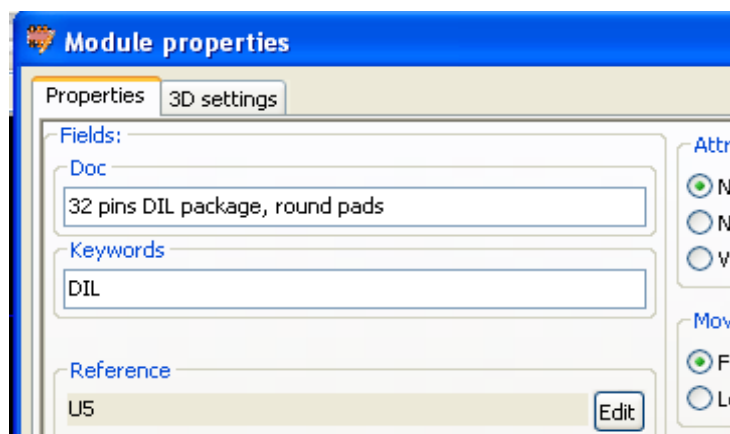 Module properties
Properties
3D settings
Fields:
Doc
32 pins DIL package, round pads
Keywords
DIL
Reference
U5
Edit